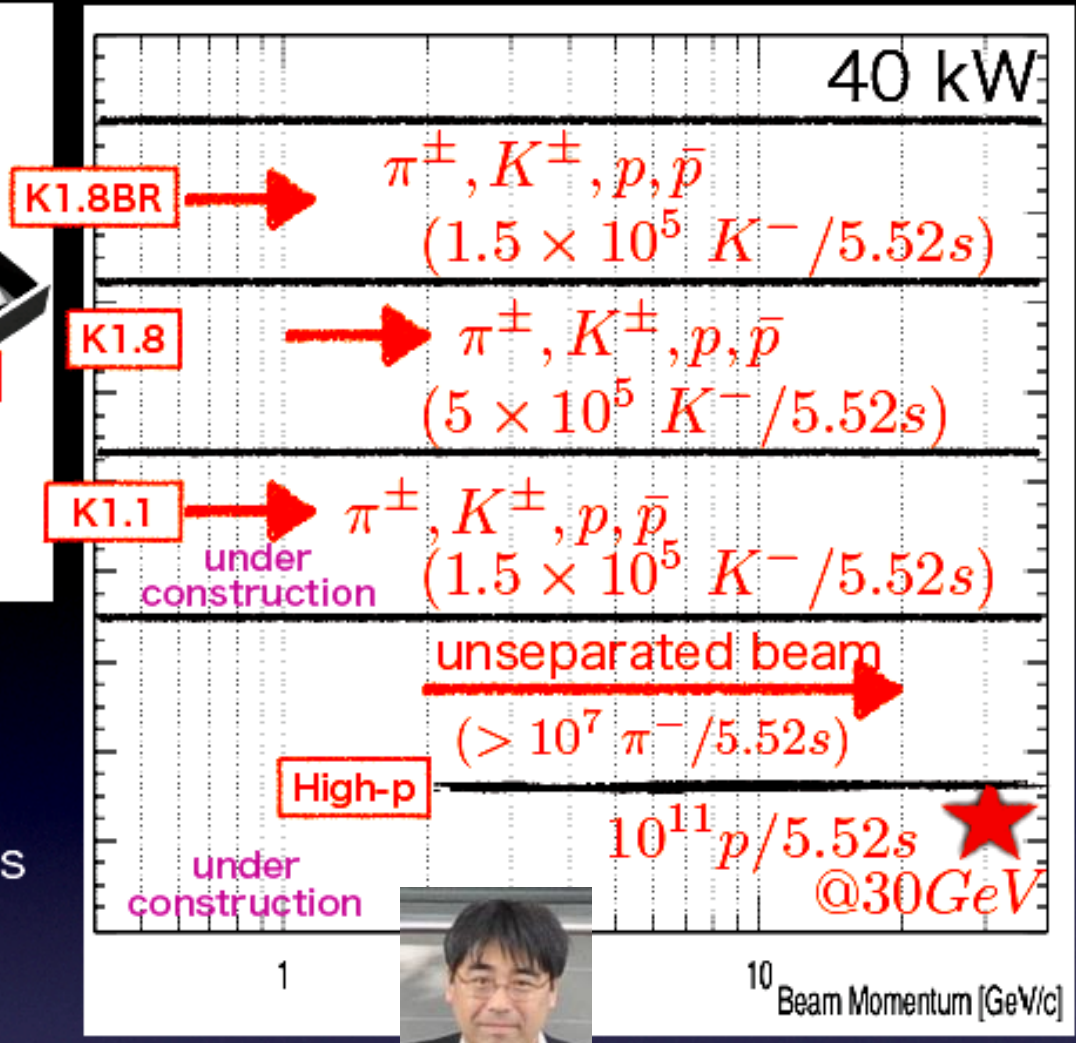 40 kW
K1.8BR
π±, K±, p, p̄
(1.5 × 10⁵ K⁻/5.52s)
K1.8
π±, K±, p, p̄
(5 × 10⁵ K⁻/5.52s)
K1.1
π±, K±, p, p̄
under
construction
(1.5 × 10⁵ K⁻/5.52s)
unseparated beam
(> 10⁷ π⁻/5.52s)
High-p
10¹¹p/5.52s
@30GeV
s
under
construction
1
10
Beam Momentum [GeV/c]